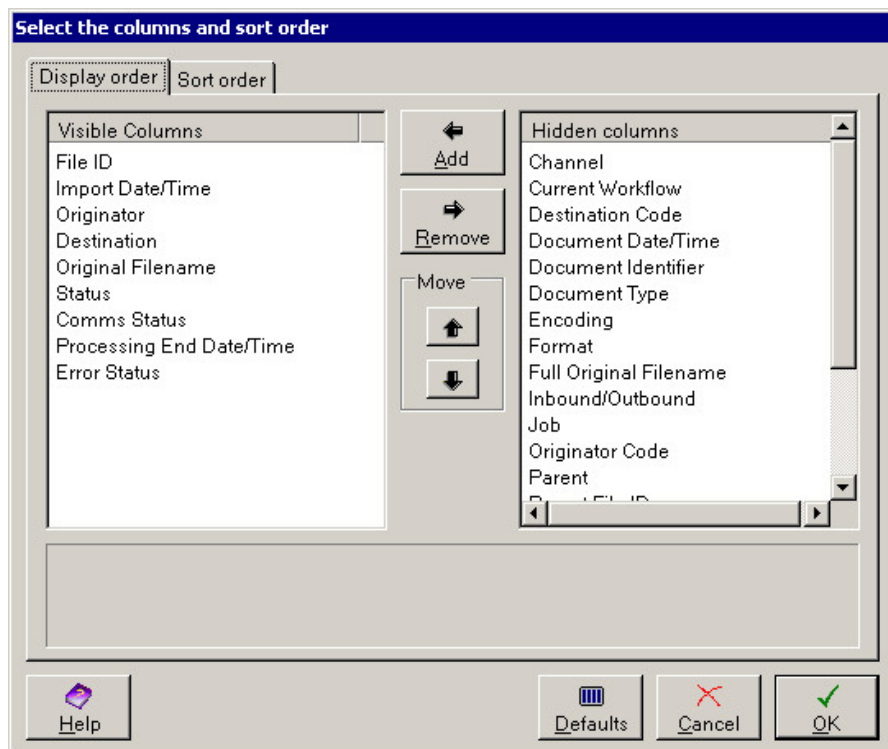 Select the columns and sort order
Display order
Sort order
Visible Columns
File ID
Import Date/Time
Originator
Destination
Original Filename
Status
Comms Status
Processing End Date/Time
Error Status
Add
Remove
Move
Hidden columns
Channel
Current Workflow
Destination Code
Document Date/Time
Document Identifier
Document Type
Encoding
Format
Full Original Filename
Inbound/Outbound
Job
Originator Code
Parent
Help
Defaults
Cancel
OK